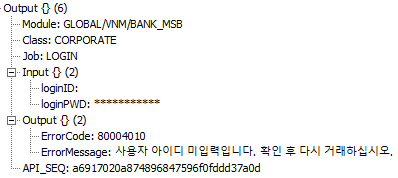 Output {} (6)
Module: GLOBAL/VNM/BANK_MSB
Class: CORPORATE
Job: LOGIN
Input {} (2)
loginID:
loginPWD: ***********
Output {} (2)
ErrorCode: 80004010
ErrorMessage: 사용자 아이디 미입력입니다. 확인 후 다시 거래하십시오.
API_SEQ: a6917020a874896847596f0fddd37a0d